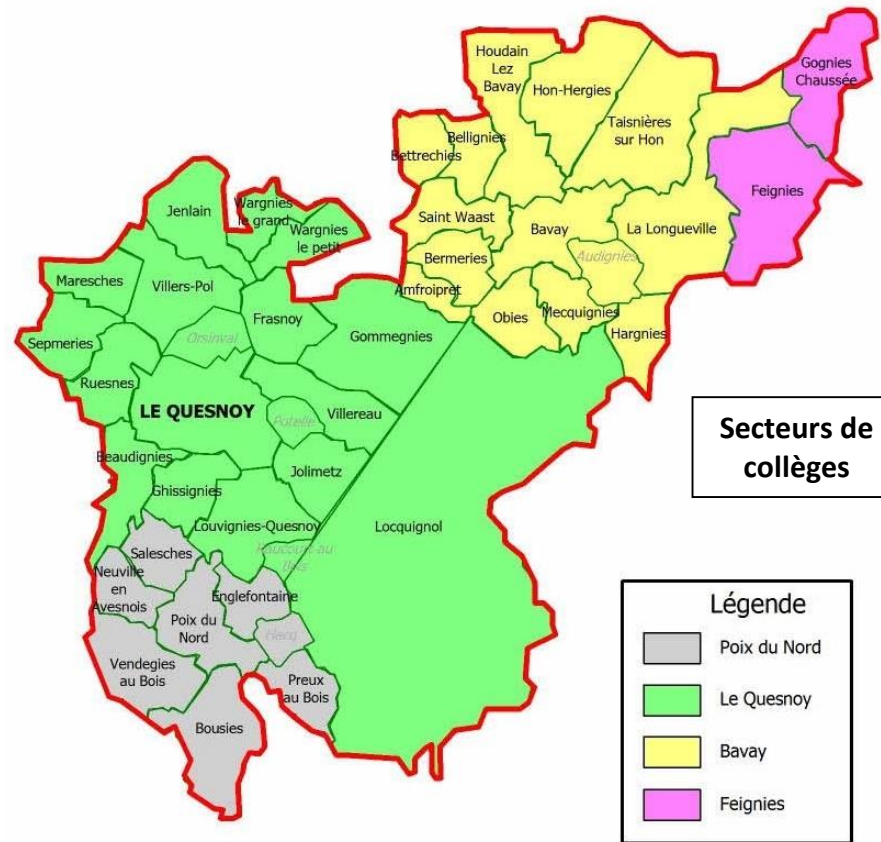 Houdain
Lez
Bavay
Gognies
Chaussée
Hon-Hergies
Taisnières
sur Hon
Bellignies
Bettrechies
Feignies
Jenlain
Wargnies
le grand
Wargnies
le petit
Saint Waast
Bavay
La Longueville
Audignies
Bermeries
Maresches
Villers-Pol
Amfroipret
Obies
Mecquignies
Hargnies
Frasnoy
Gommegnies
Orsinval
Sepmeries
Ruesnes
LE QUESNOY
Potelle
Villereau
Secteurs de
collèges
Beaudignies
Jolimetz
Ghissignies
Louvignies-Quesnoy
Locquignol
Raucourt-au
Bois
Salesches
Neuville
en
Avesnois
Englefontaine
Poix du
Nord
Hecq
Vendegies
au Bois
Preux
au Bois
Bousies
Légende
Poix du Nord
Le Quesnoy
Bavay
Feignies